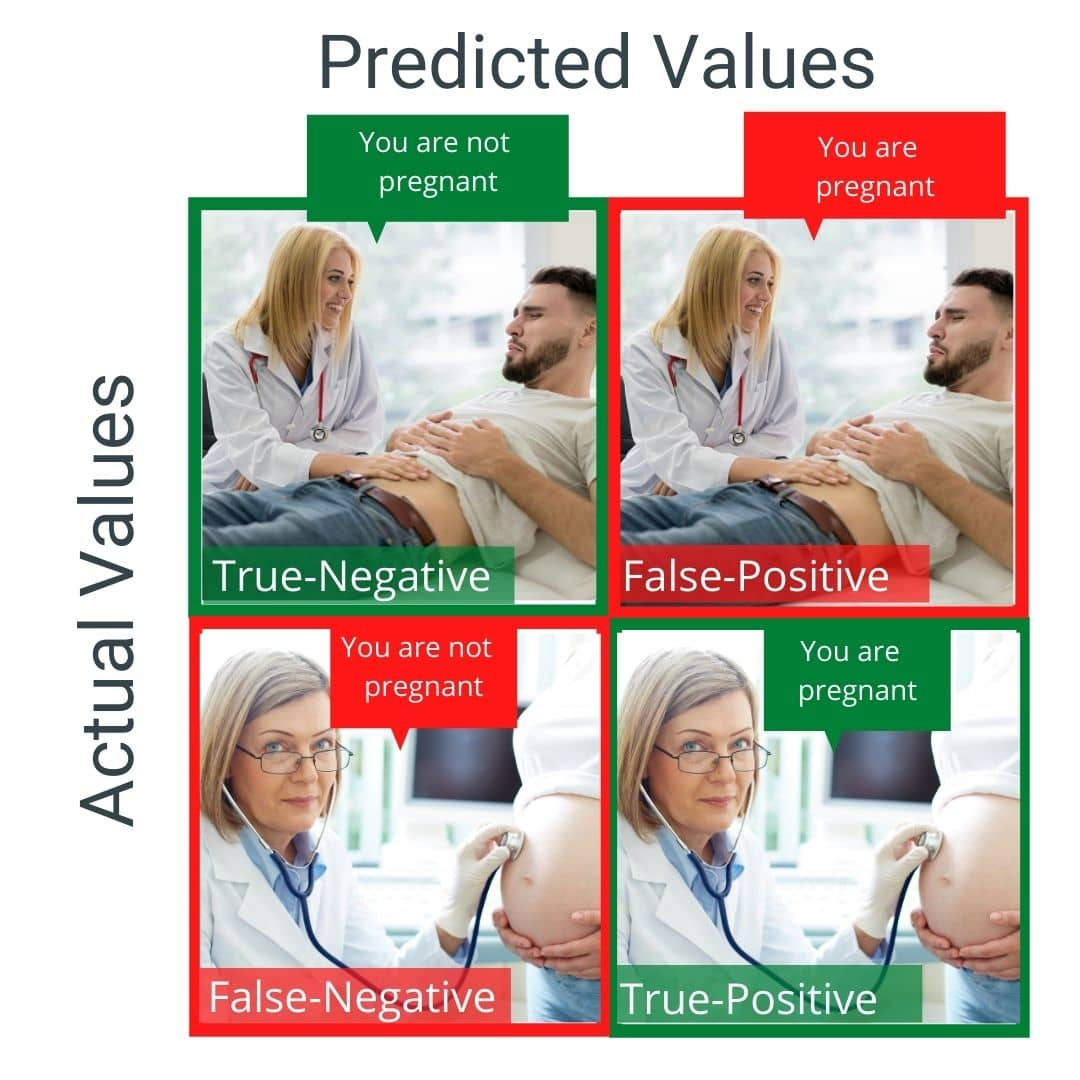 Predicted Values
You are not
pregnant
You are
pregnant
Actual Values
True-Negative
False-Positive
You are not
pregnant
You are
pregnant
False-Negative
True-Positive